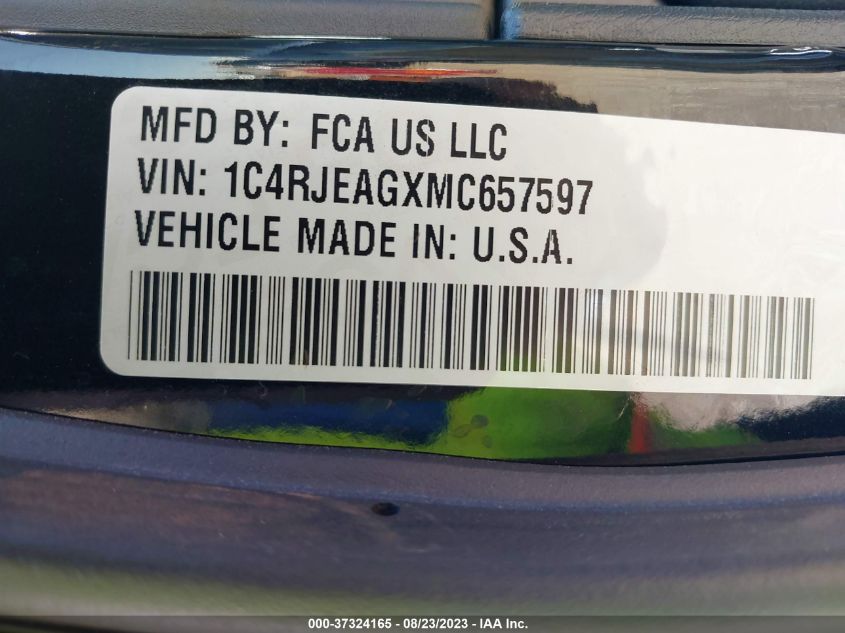 MFD BY: FCA US LLC
VIN: 1C4RJEAGXMC657597
VEHICLE MADE IN: U.S.A.
000-37324165 - 08/23/2023 - IAA Inc.